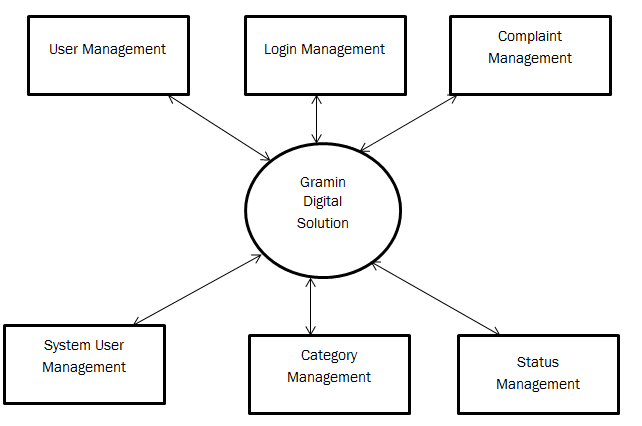 User Management
Login Management
Complaint
Management
Gramin
Digital
Solution
System User
Management
Category
Management
Status
Management